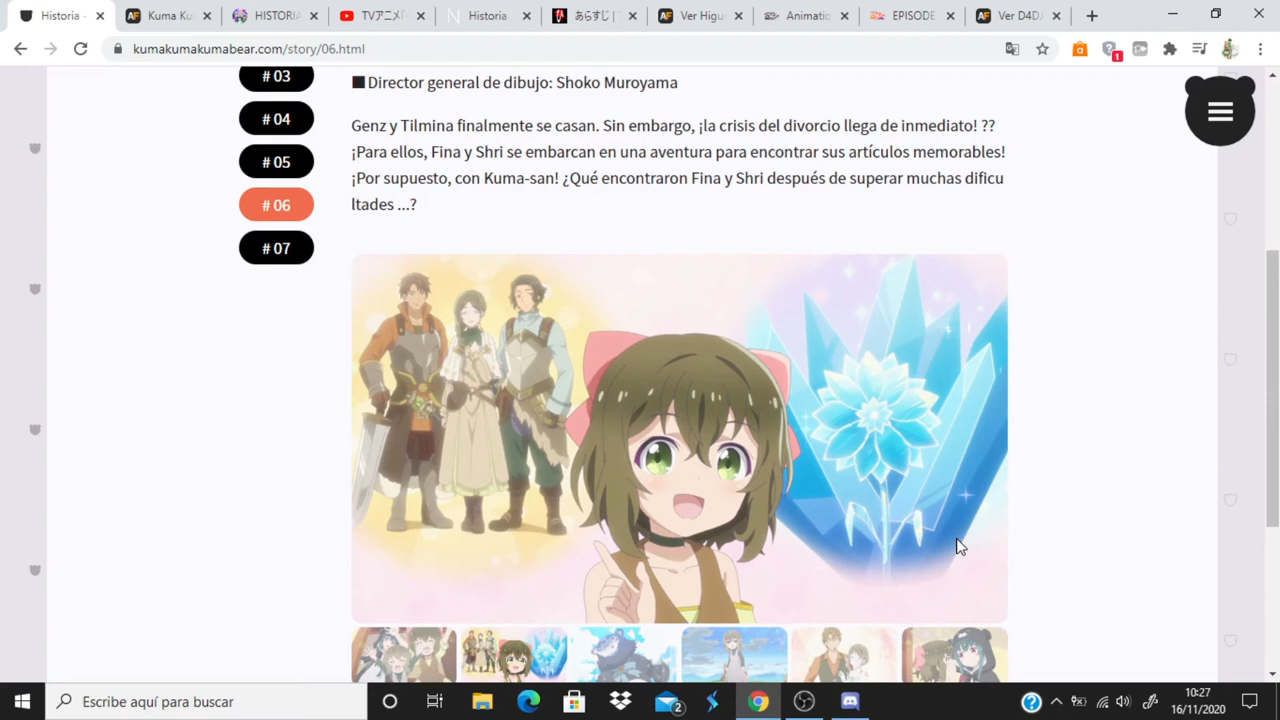 Historia -
Kuma Ku
HISTORIA
TVアニメ「
Historia
あらすじ | T
Ver Higu
Animatio
EPISODE
Ver D4DJ
kumakumakumabear.com/story/06.html
1
# 03
# 04
# 05
# 06
# 07
■Director general de dibujo: Shoko Muroyama
Genz y Tilmina finalmente se casan. Sin embargo, ¡la crisis del divorcio llega de inmediato! ??
¡Para ellos, Fina y Shri se embarcan en una aventura para encontrar sus artículos memorables!
¡Por supuesto, con Kuma-san! ¿Qué encontraron Fina y Shri después de superar muchas dificu
ltades ...?
Escribe aquí para buscar
2
10:27
16/11/2020